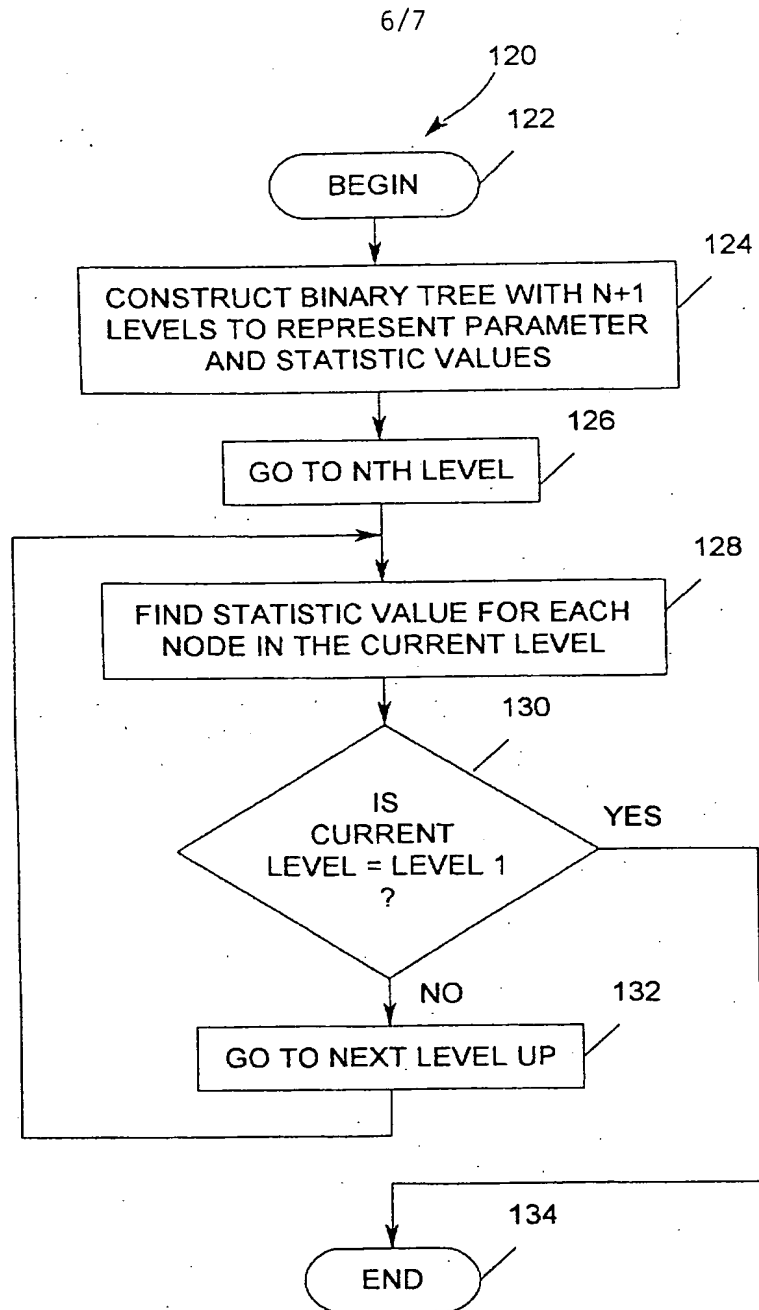 6/7
120
122
BEGIN
124
CONSTRUCT BINARY TREE WITH N+1
LEVELS TO REPRESENT PARAMETER
AND STATISTIC VALUES
126
GO TO NTH LEVEL
128
FIND STATISTIC VALUE FOR EACH
NODE IN THE CURRENT LEVEL
130
IS
CURRENT
LEVEL = LEVEL 1
?
YES
NO
132
GO TO NEXT LEVEL UP
134
END